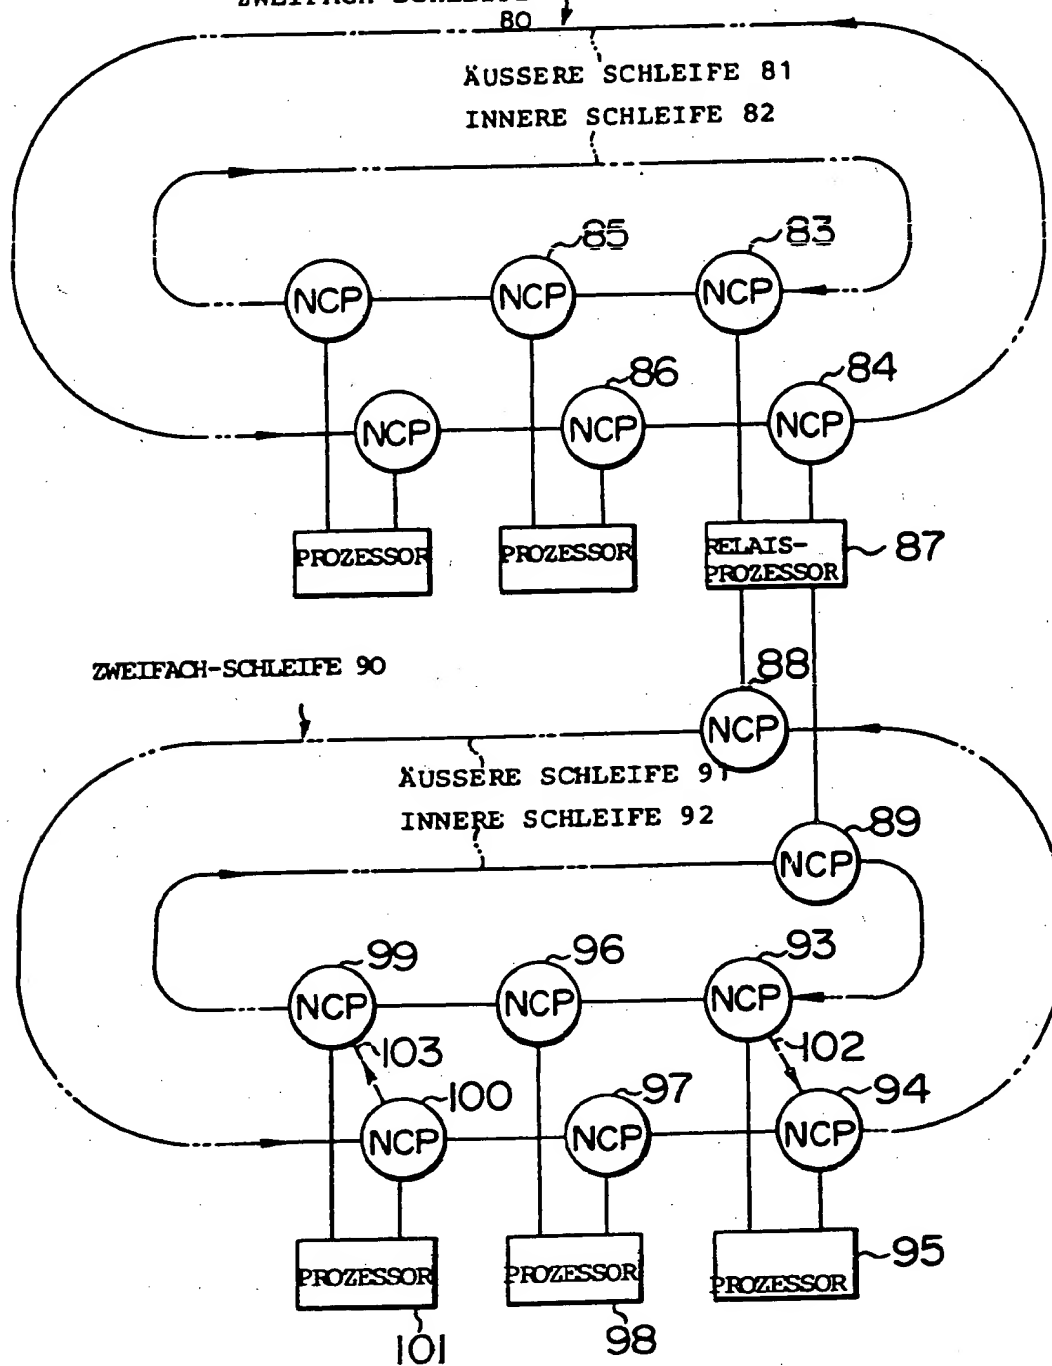 ZWEIFACH-SCHLEIFE
80
ÄUSSERE SCHLEIFE 81
INNERE SCHLEIFE 82
85
83
NCP
NCP
NCP
86
84
NCP
NCP
NCP
PROZESSOR
PROZESSOR
RELAIS-
PROZESSOR
87
ZWEIFACH-SCHLEIFE 90
88
NCP
ÄUSSERE SCHLEIFE 91
INNERE SCHLEIFE 92
89
NCP
99
96
93
NCP
NCP
NCP
103
102
100
97
94
NCP
NCP
NCP
PROZESSOR
PROZESSOR
PROZESSOR
95
101
98